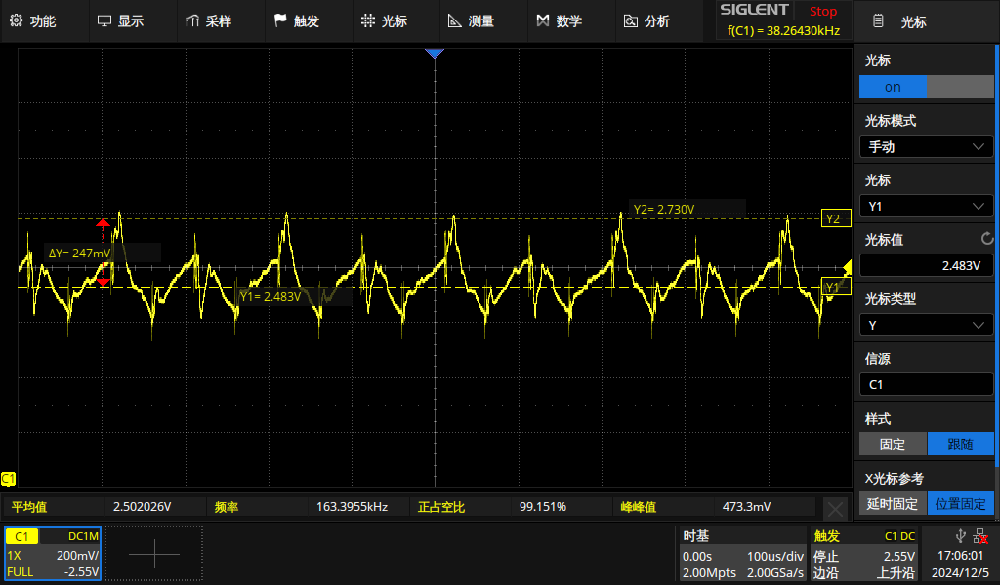 功能 显示 采样 触发 光标 测量 数学 分析 SIGLENT Stop
f(C1) = 38.26430kHz
光标
光标
on
光标模式
手动
光标
Y1
光标值
2.483V
光标类型
Y
信源
C1
样式
固定 跟随
X光标参考
延时固定 位置固定
Y2= 2.730V
Y2
ΔY= 247mV
Y1= 2.483V
Y1
C1
平均值 2.502026V 频率 163.3955kHz 正占空比 99.151% 峰峰值 473.3mV
C1 DC1M
1X 200mV/
FULL -2.55V
时基
0.00s 100us/div
2.00Mpts 2.00GSa/s
触发 C1 DC
停止 2.55V
边沿 上升沿
17:06:01
2024/12/5